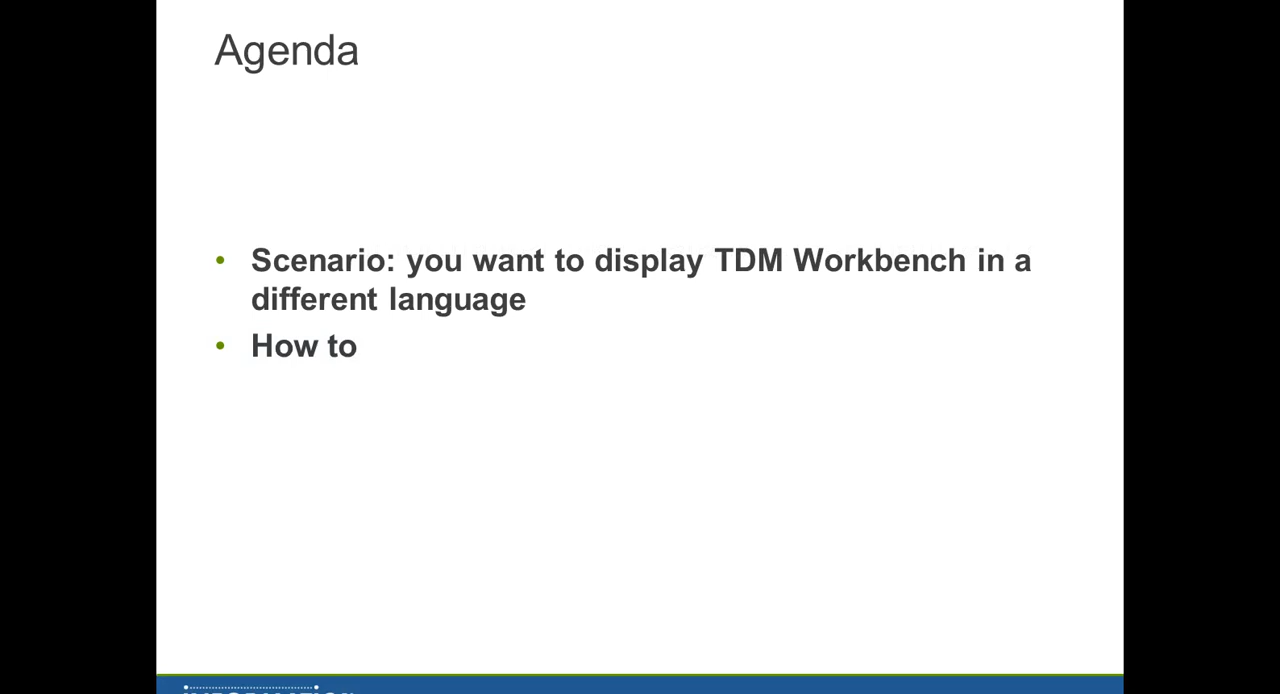 Agenda
• Scenario: you want to display TDM Workbench in a
different language
• How to